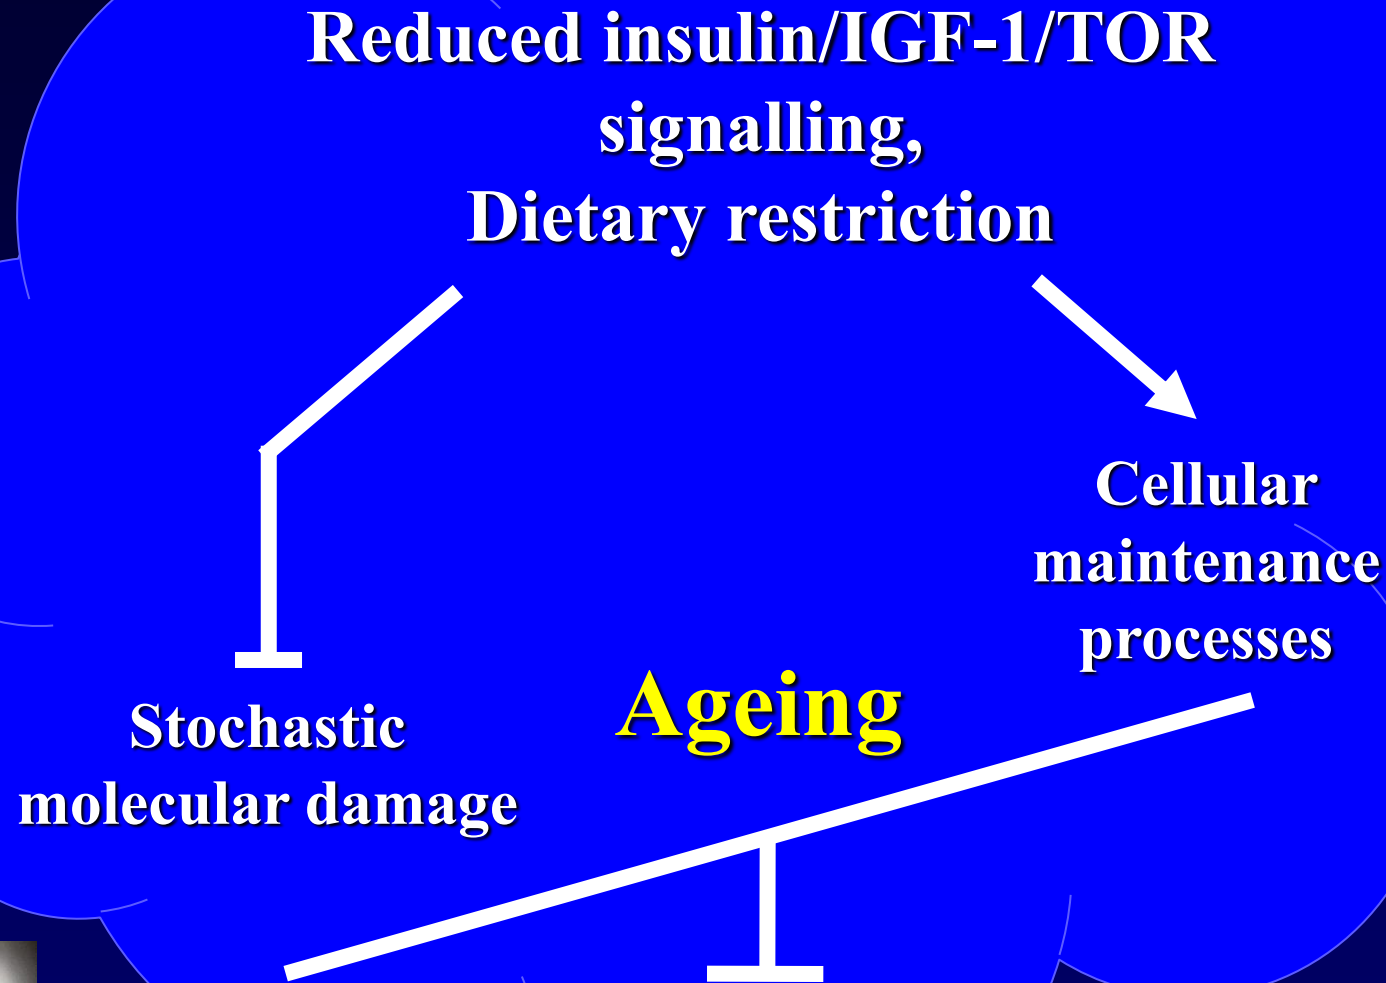 Reduced insulin/IGF-1/TOR
signalling,
Dietary restriction
Cellular
maintenance
processes
Ageing
Stochastic
molecular damage